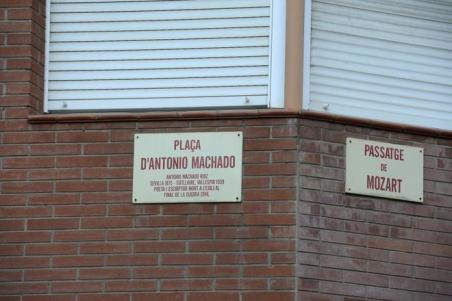 PLAÇA
D'ANTONIO MACHADO
ANTONIO MACHADO RUIZ,
(SEVILLA 1875 - COTLLIURE, VALLESPIR 1939)
POETA I ESCRIPTOR MORT A L'EXILI AL
FINAL DE LA GUERRA CIVIL
PASSATGE
DE
MOZART